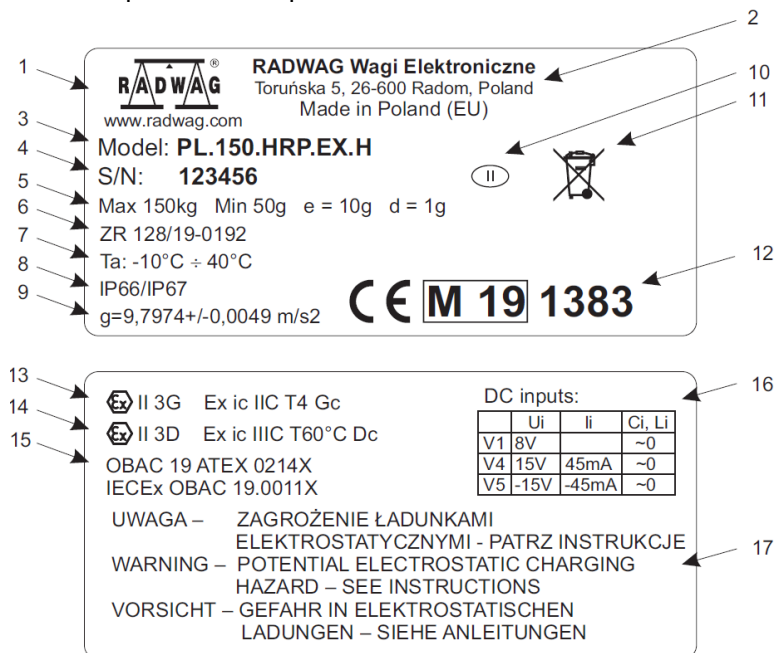 2
1
RADWAG®
RADWAG Wagi Elektroniczne
10
Toruńska 5, 26-600 Radom, Poland
11
www.radwag.com
Made in Poland (EU)
3
Model: PL.150.HRP.EX.H
4
S/N: 123456
II
5
Max 150kg Min 50g e = 10g d = 1g
6
ZR 128/19-0192
7
Ta: -10°C ÷ 40°C
12
8
IP66/IP67
9
g=9,7974+/-0,0049 m/s2
CE M 19 1383
13
Ex II 3G Ex ic IIC T4 Gc
DC inputs:
16
14
Ex II 3D Ex ic IIIC T60°C Dc
Ui Ii Ci, Li
V1 8V ~0
15
OBAC 19 ATEX 0214X
V4 15V 45mA ~0
IECEx OBAC 19.0011X
V5 -15V -45mA ~0
UWAGA – ZAGROŻENIE ŁADUNKAMI
ELEKTROSTATYCZNYMI - PATRZ INSTRUKCJE
17
WARNING – POTENTIAL ELECTROSTATIC CHARGING
HAZARD – SEE INSTRUCTIONS
VORSICHT – GEFAHR IN ELEKTROSTATISCHEN
LADUNGEN – SIEHE ANLEITUNGEN